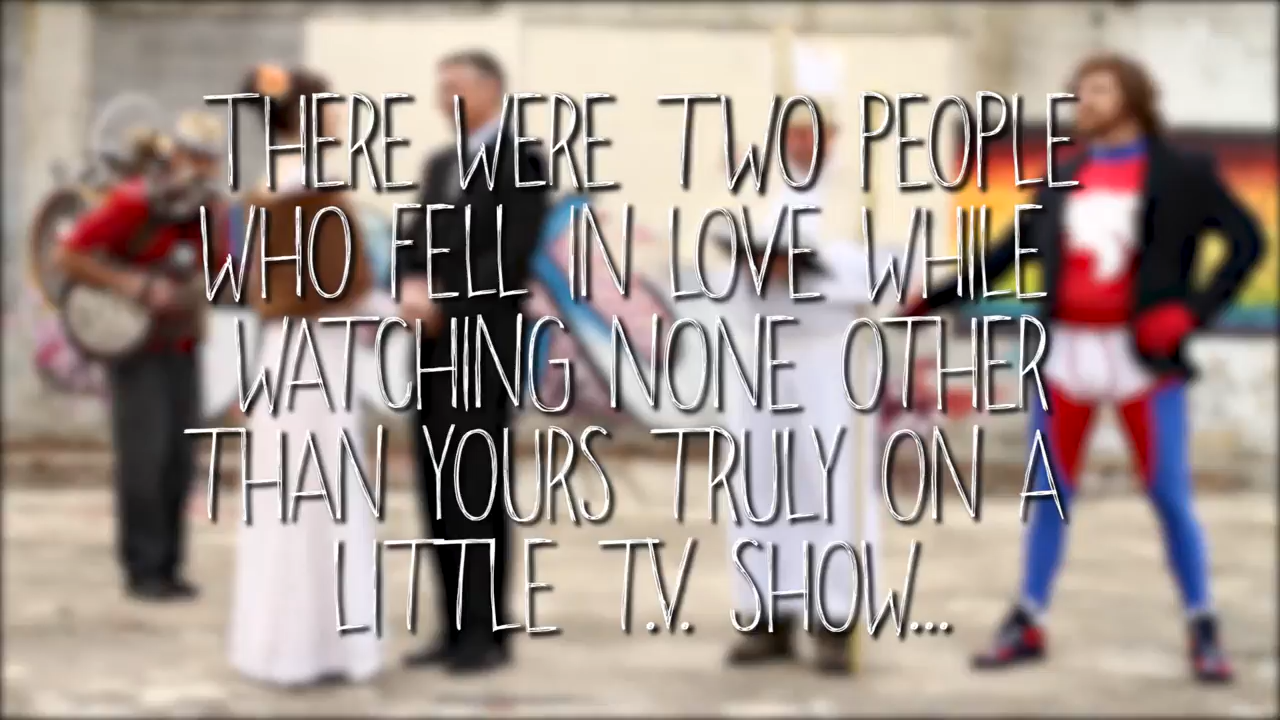 THERE WERE TWO PEOPLE
WHO FELL IN LOVE WHILE
WATCHING NONE OTHER
THAN YOURS TRULY ON A
LITTLE T.V. SHOW...